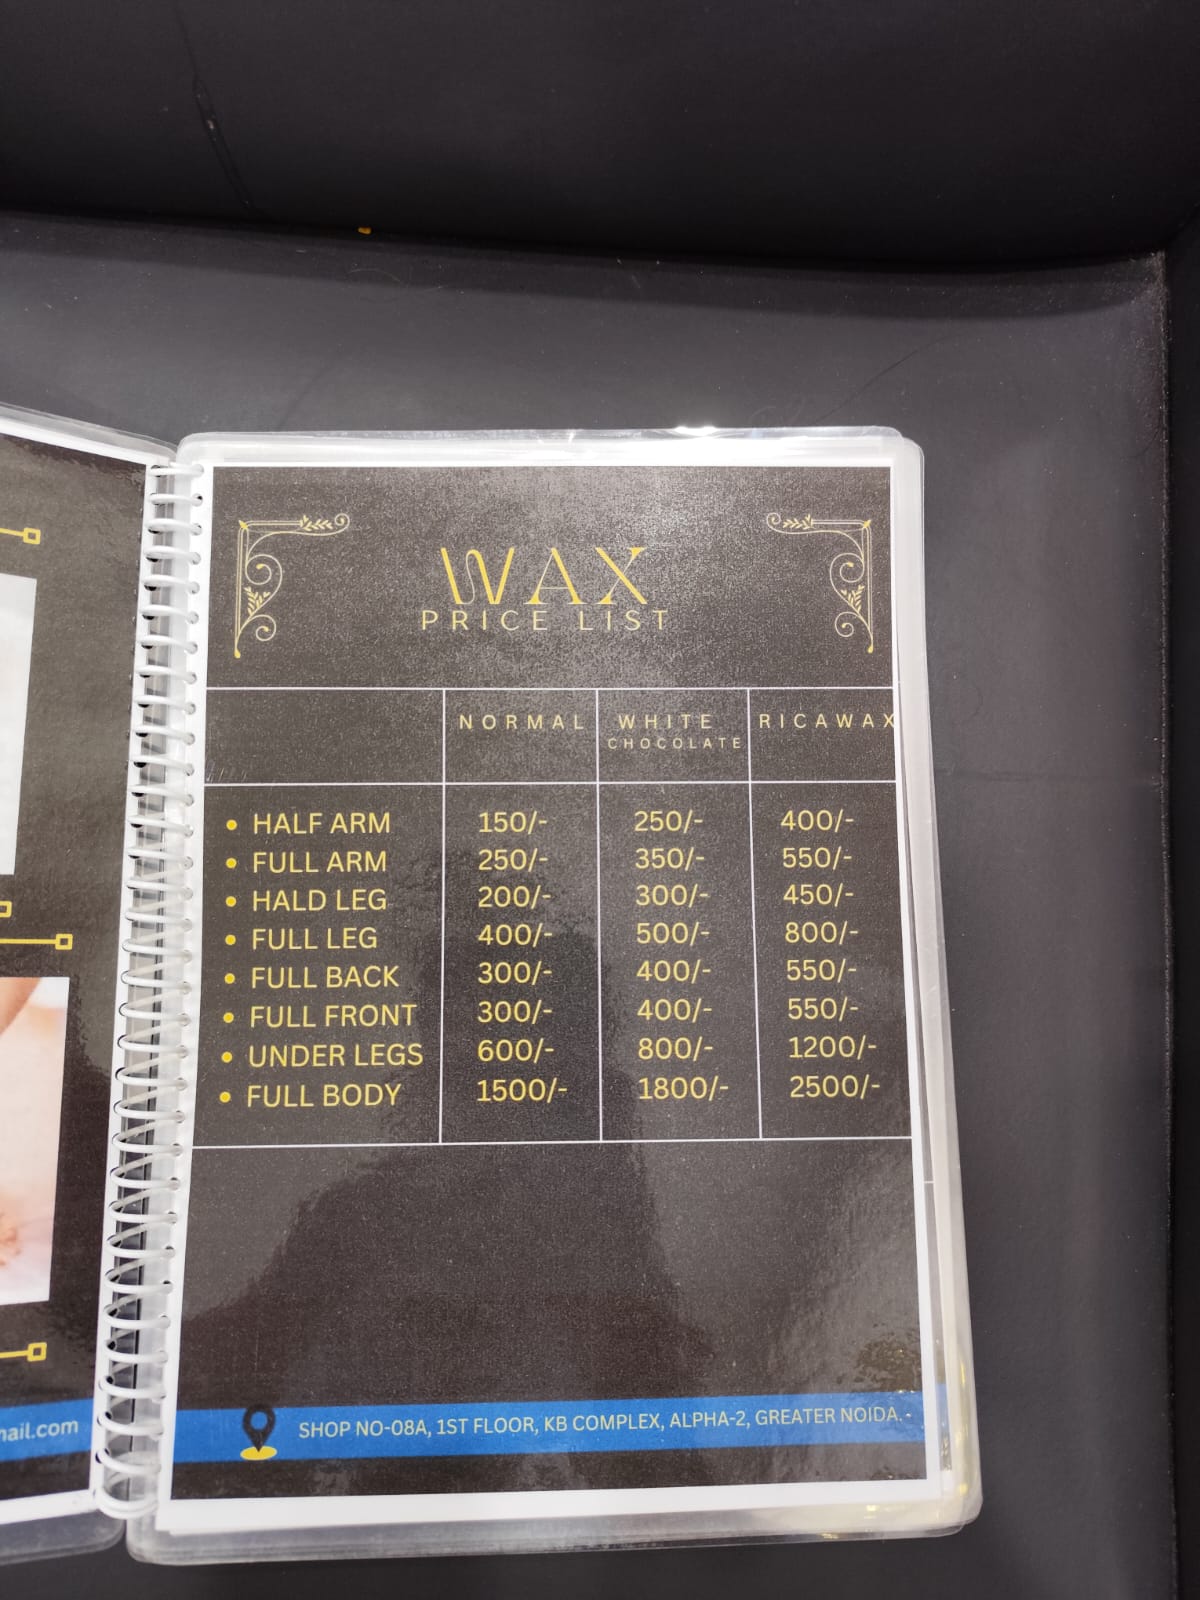 WAX
PRICE LIST
NORMAL WHITE CHOCOLATE RICAWAX
HALF ARM 150/- 250/- 400/-
FULL ARM 250/- 350/- 550/-
HALD LEG 200/- 300/- 450/-
FULL LEG 400/- 500/- 800/-
FULL BACK 300/- 400/- 550/-
FULL FRONT 300/- 400/- 550/-
UNDER LEGS 600/- 800/- 1200/-
FULL BODY 1500/- 1800/- 2500/-
SHOP NO-08A, 1ST FLOOR, KB COMPLEX, ALPHA-2, GREATER NOIDA. -
ail.com